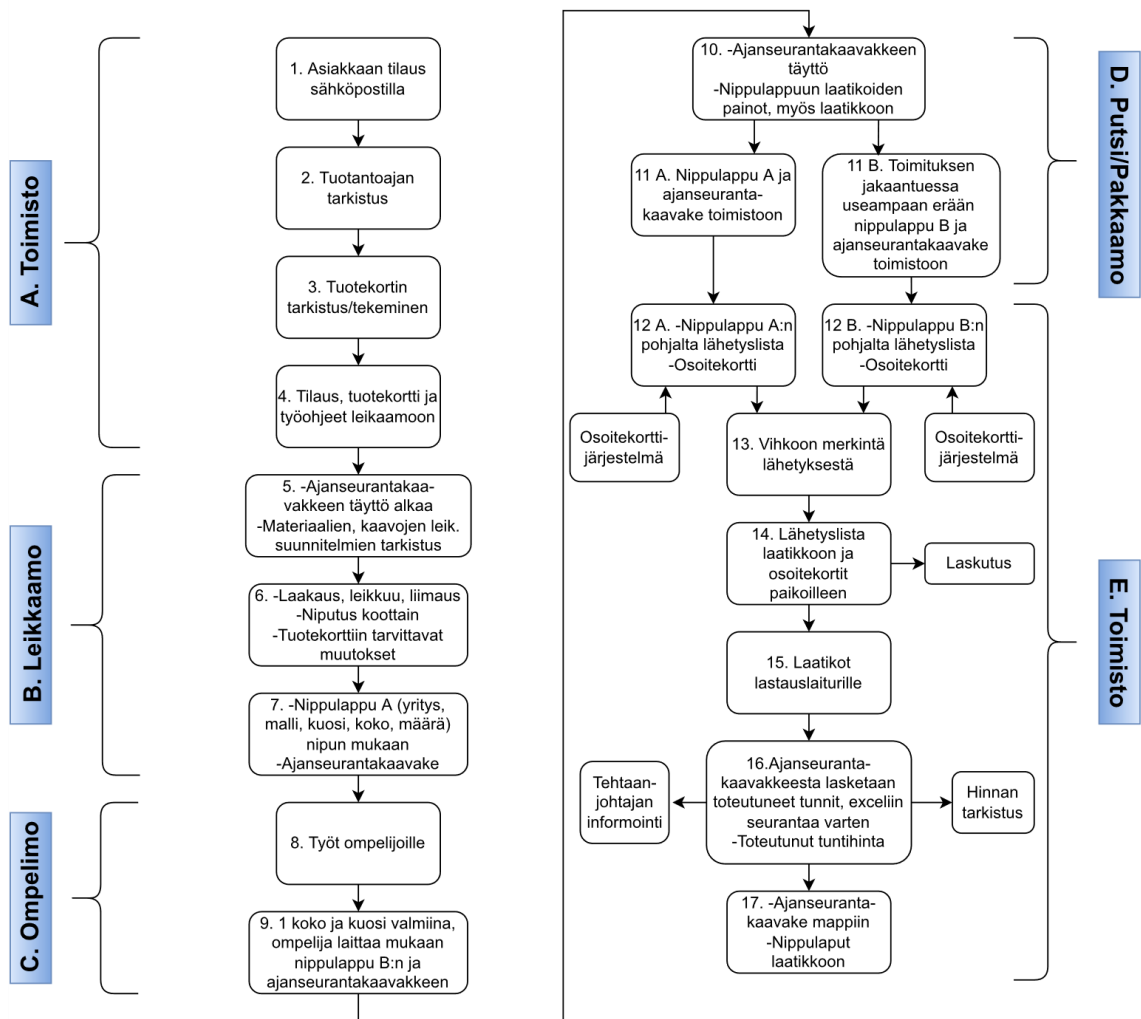 A. Toimisto
1. Asiakkaan tilaus
sähköpostilla
2. Tuotantoajan
tarkistus
3. Tuotekortin
tarkistus/tekeminen
4. Tilaus, tuotekortti ja
työohjeet leikaamoon
B. Leikkaamo
5. -Ajanseurantakaa-
vakkeen täyttö alkaa
-Materiaalien, kaavojen leik.
suunnitelmien tarkistus
6. -Laakaus, leikkuu, liimaus
-Niputus koottain
-Tuotekorttiin tarvittavat
muutokset
7. -Nippulappu A (yritys,
malli, kuosi, koko, määrä)
nipun mukaan
-Ajanseurantakaavake
C. Ompelimo
8. Työt ompelijoille
9. 1 koko ja kuosi valmiina,
ompelija laittaa mukaan
nippulappu B:n ja
ajanseurantakaavakkeen
D. Putsi/Pakkaamo
10. -Ajanseurantakaavakkeen
täyttö
-Nippulappuun laatikoiden
painot, myös laatikkoon
11 A. Nippulappu A ja
ajanseuranta-
kaavake toimistoon
11 B. Toimituksen
jakaantuessa
useampaan erään
nippulappu B ja
ajanseurantakaavake
toimistoon
E. Toimisto
12 A. -Nippulappu A:n
pohjalta lähetyslista
-Osoitekortti
12 B. -Nippulappu B:n
pohjalta lähetyslista
-Osoitekortti
Osoitekortti-
järjestelmä
13. Vihkoon merkintä
lähetyksestä
Osoitekortti-
järjestelmä
14. Lähetyslista
laatikkoon ja
osoitekortit
paikoilleen
Laskutus
15. Laatikot
lastauslaiturille
Tehtaan-
johtajan
informointi
16.Ajanseuranta-
kaavakkeesta lasketaan
toteutuneet tunnit, exceliin
seurantaa varten
-Toteutunut tuntihinta
Hinnan
tarkistus
17. -Ajanseuranta-
kaavake mappiin
-Nippulaput
laatikkoon